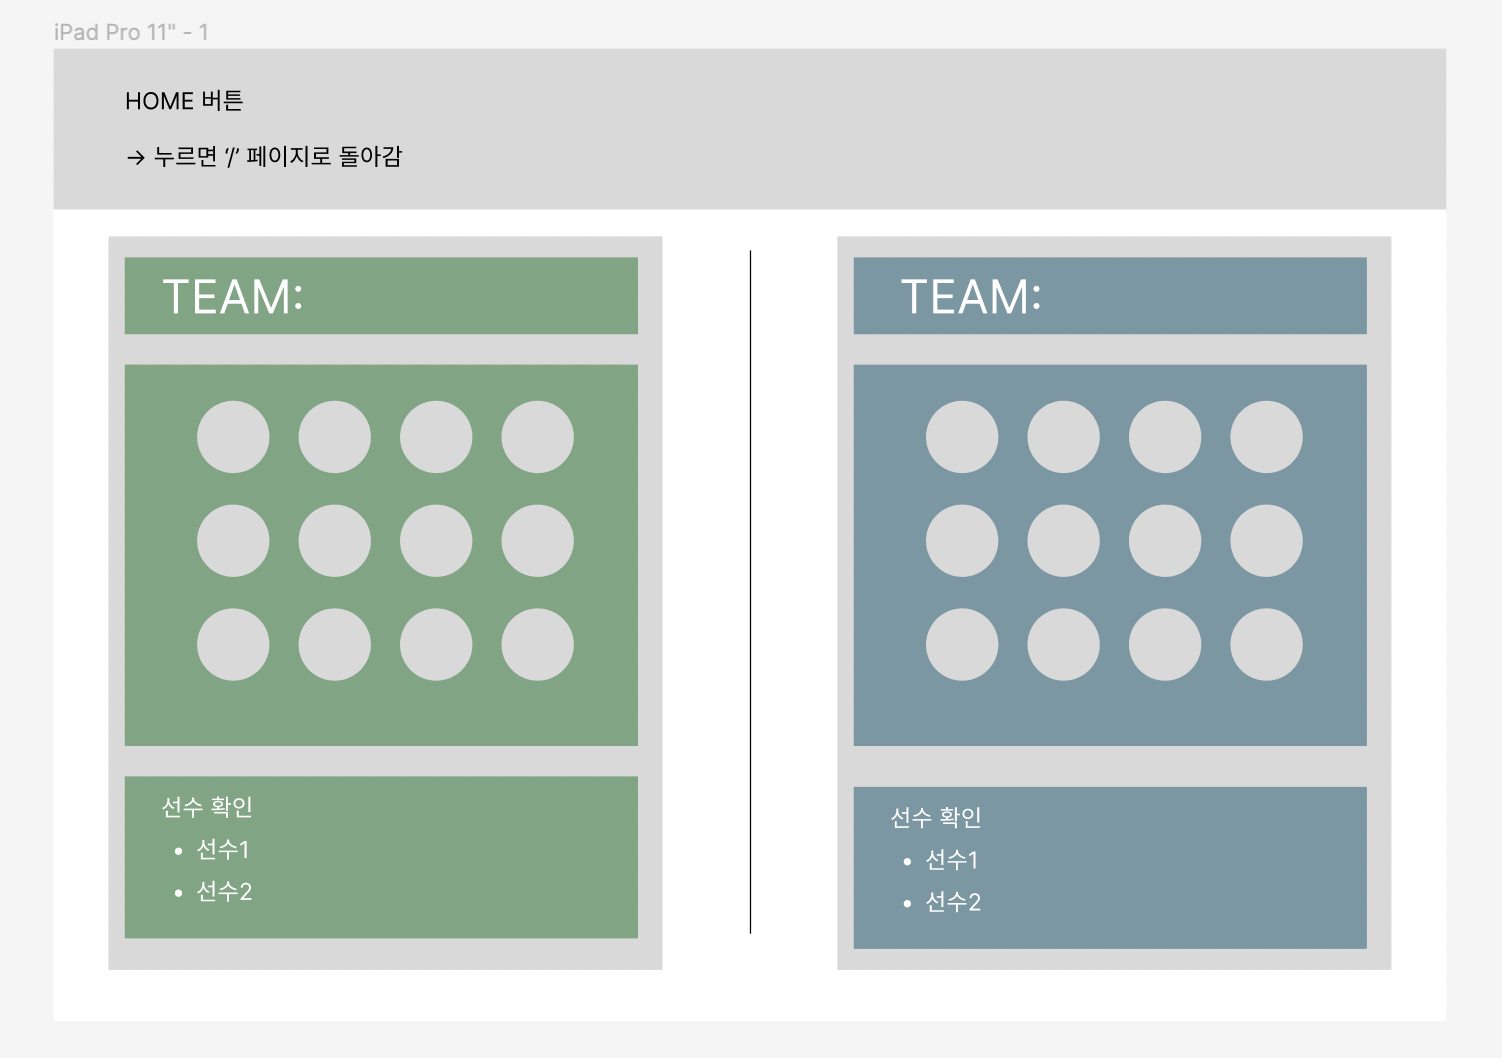 iPad Pro 11" - 1
HOME 버튼
→ 누르면 ‘/’ 페이지로 돌아감
TEAM:
선수 확인
• 선수1
• 선수2
TEAM:
선수 확인
• 선수1
• 선수2